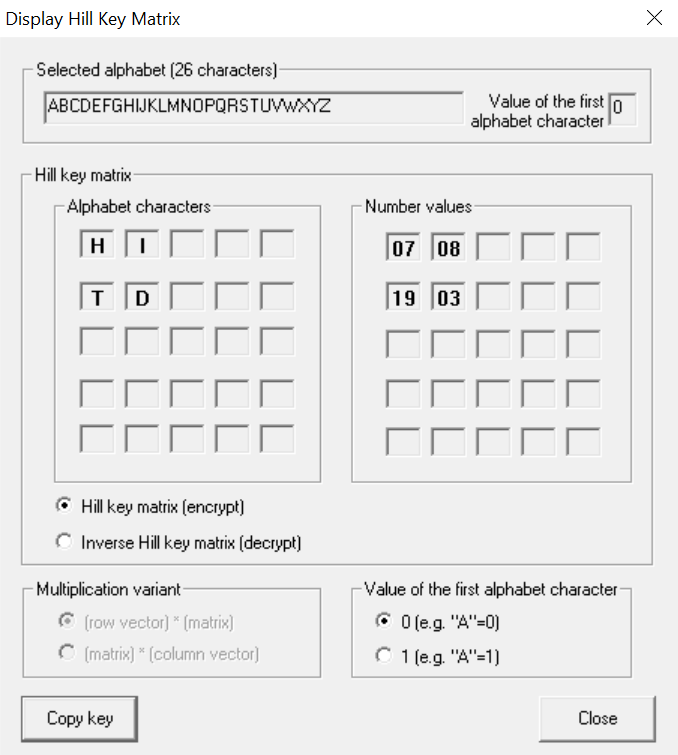 Display Hill Key Matrix
Selected alphabet (26 characters)
ABCDEFGHIJKLMNOPQRSTUVWXYZ
Value of the first
alphabet character
0
Hill key matrix
Alphabet characters
H I
T D
Number values
07 08
19 03
Hill key matrix (encrypt)
Inverse Hill key matrix (decrypt)
Multiplication variant
(row vector) * (matrix)
(matrix) * (column vector)
Value of the first alphabet character
0 (e.g. "A"=0)
1 (e.g. "A"=1)
Copy key
Close